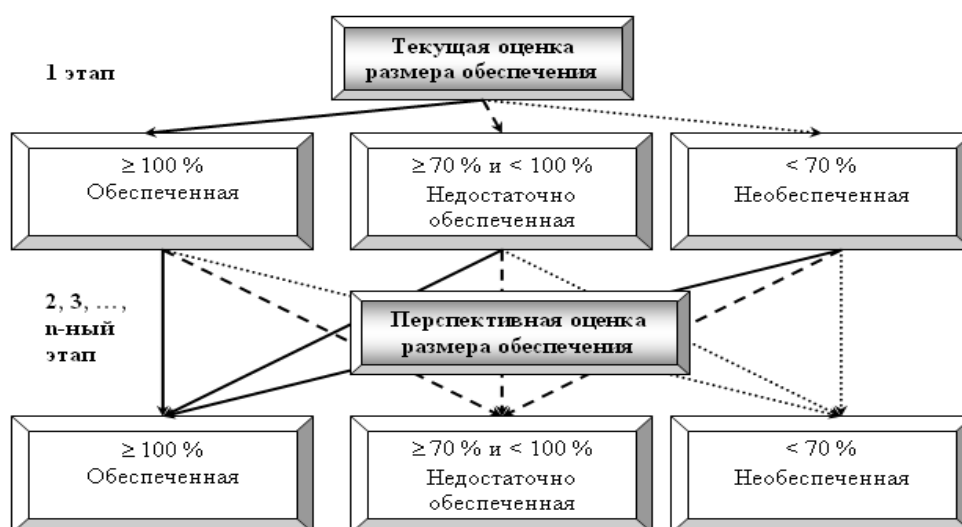 Текущая оценка
размера обеспечения
1 этап
≥ 100 %
Обеспеченная
≥ 70 % и < 100 %
Недостаточно
обеспеченная
< 70 %
Необеспеченная
2, 3, …,
n-ный
этап
Перспективная оценка
размера обеспечения
≥ 100 %
Обеспеченная
≥ 70 % и < 100 %
Недостаточно
обеспеченная
< 70 %
Необеспеченная